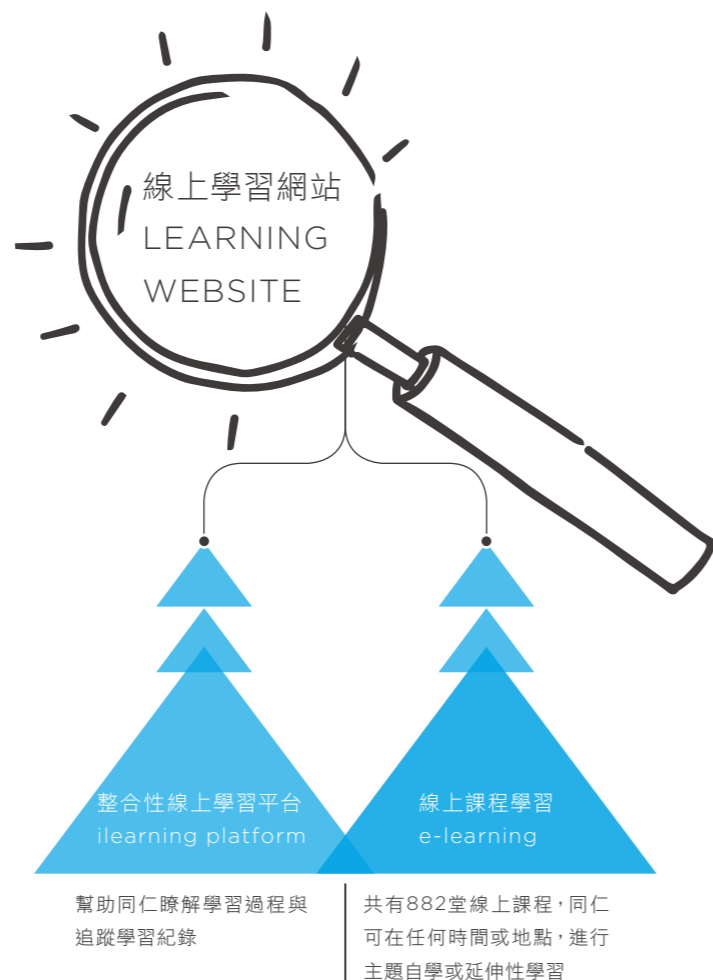 線上學習網站
LEARNING
WEBSITE
整合性線上學習平台
ilearning platform
線上課程學習
e-learning
幫助同仁瞭解學習過程與
追蹤學習紀錄
共有882堂線上課程，同仁
可在任何時間或地點，進行
主題自學或延伸性學習